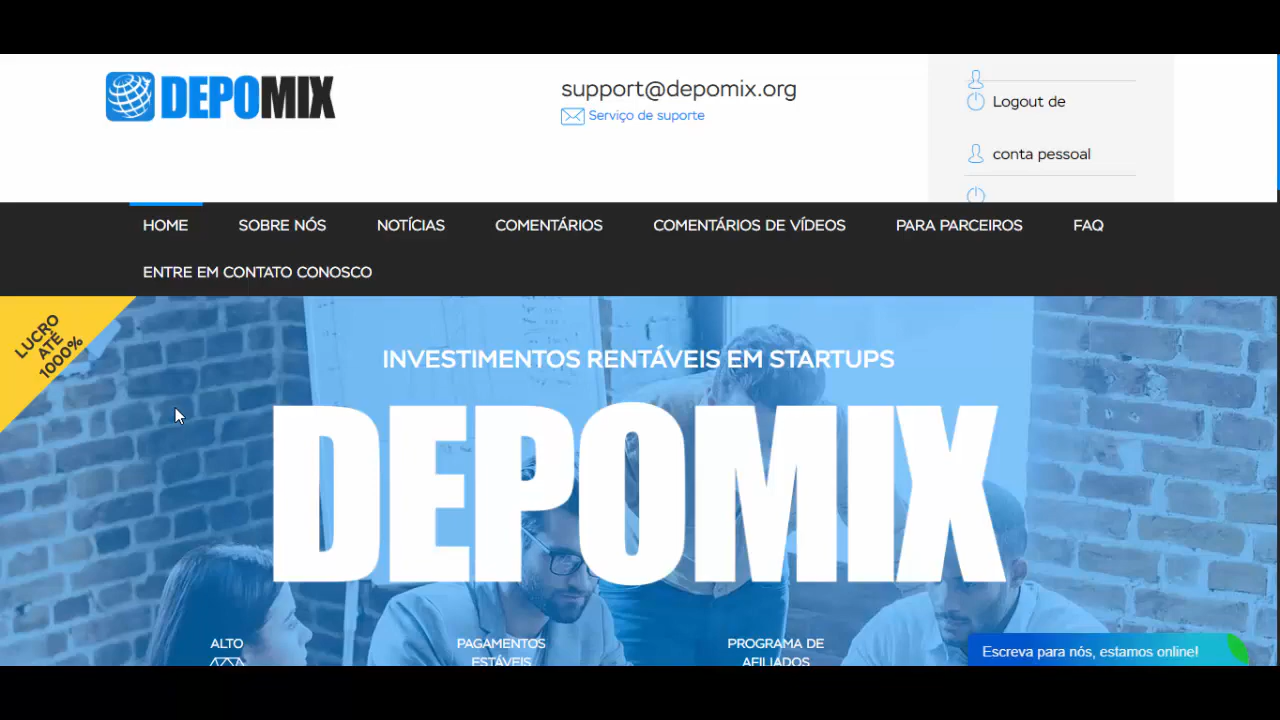 DEPOMIX
support@depomix.org
Serviço de suporte
Logout de
conta pessoal
HOME
SOBRE NÓS
NOTÍCIAS
COMENTÁRIOS
COMENTÁRIOS DE VÍDEOS
PARA PARCEIROS
FAQ
ENTRE EM CONTATO CONOSCO
LUCRO
ATÉ
1000%
INVESTIMENTOS RENTÁVEIS EM STARTUPS
DEPOMIX
ALTO
PAGAMENTOS
ESTÁVEIS
PROGRAMA DE
AFILIADOS
Escreva para nós, estamos online!